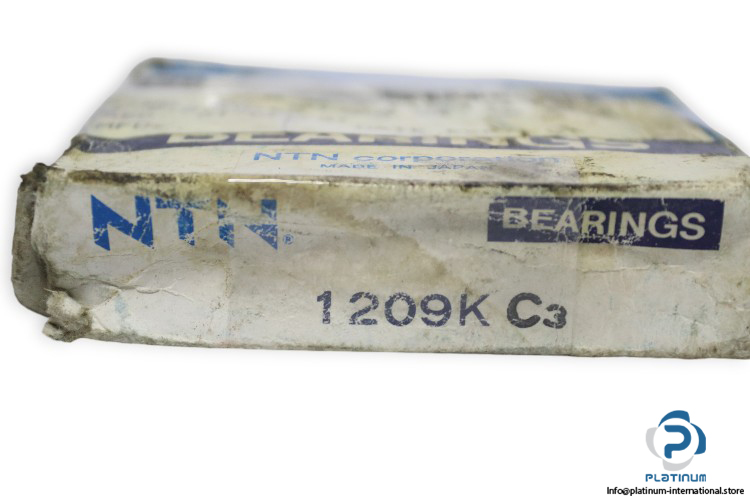 BEARINGS
NTN corporation
MADE IN JAPAN
NTN®
BEARINGS
1209K C3
PLATINUM
Info@platinum-international.store